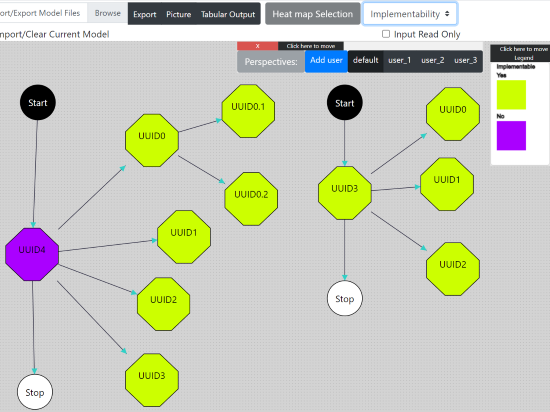 ort/Export Model Files Browse Export Picture Tabular Output Heat map Selection Implementability
mport/Clear Current Model Input Read Only
X Click here to move
Perspectives: Add user default user_1 user_2 user_3
Click here to move
Legend
Implementable
Yes
No
Start
UUID0.1
UUID0
UUID0.2
UUID4
UUID1
UUID2
UUID3
Stop
Start
UUID0
UUID3
UUID1
UUID2
Stop